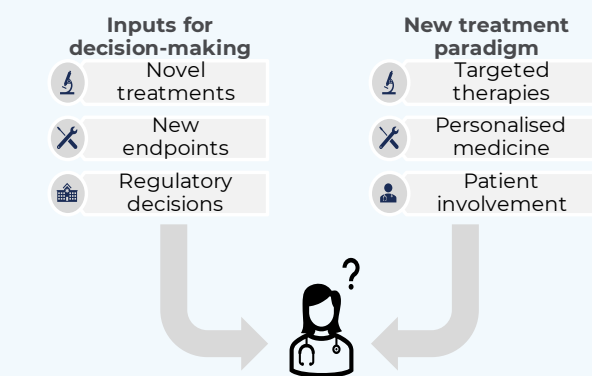 Inputs for
decision-making
Novel
treatments
New
endpoints
Regulatory
decisions
New treatment
paradigm
Targeted
therapies
Personalised
medicine
Patient
involvement
?